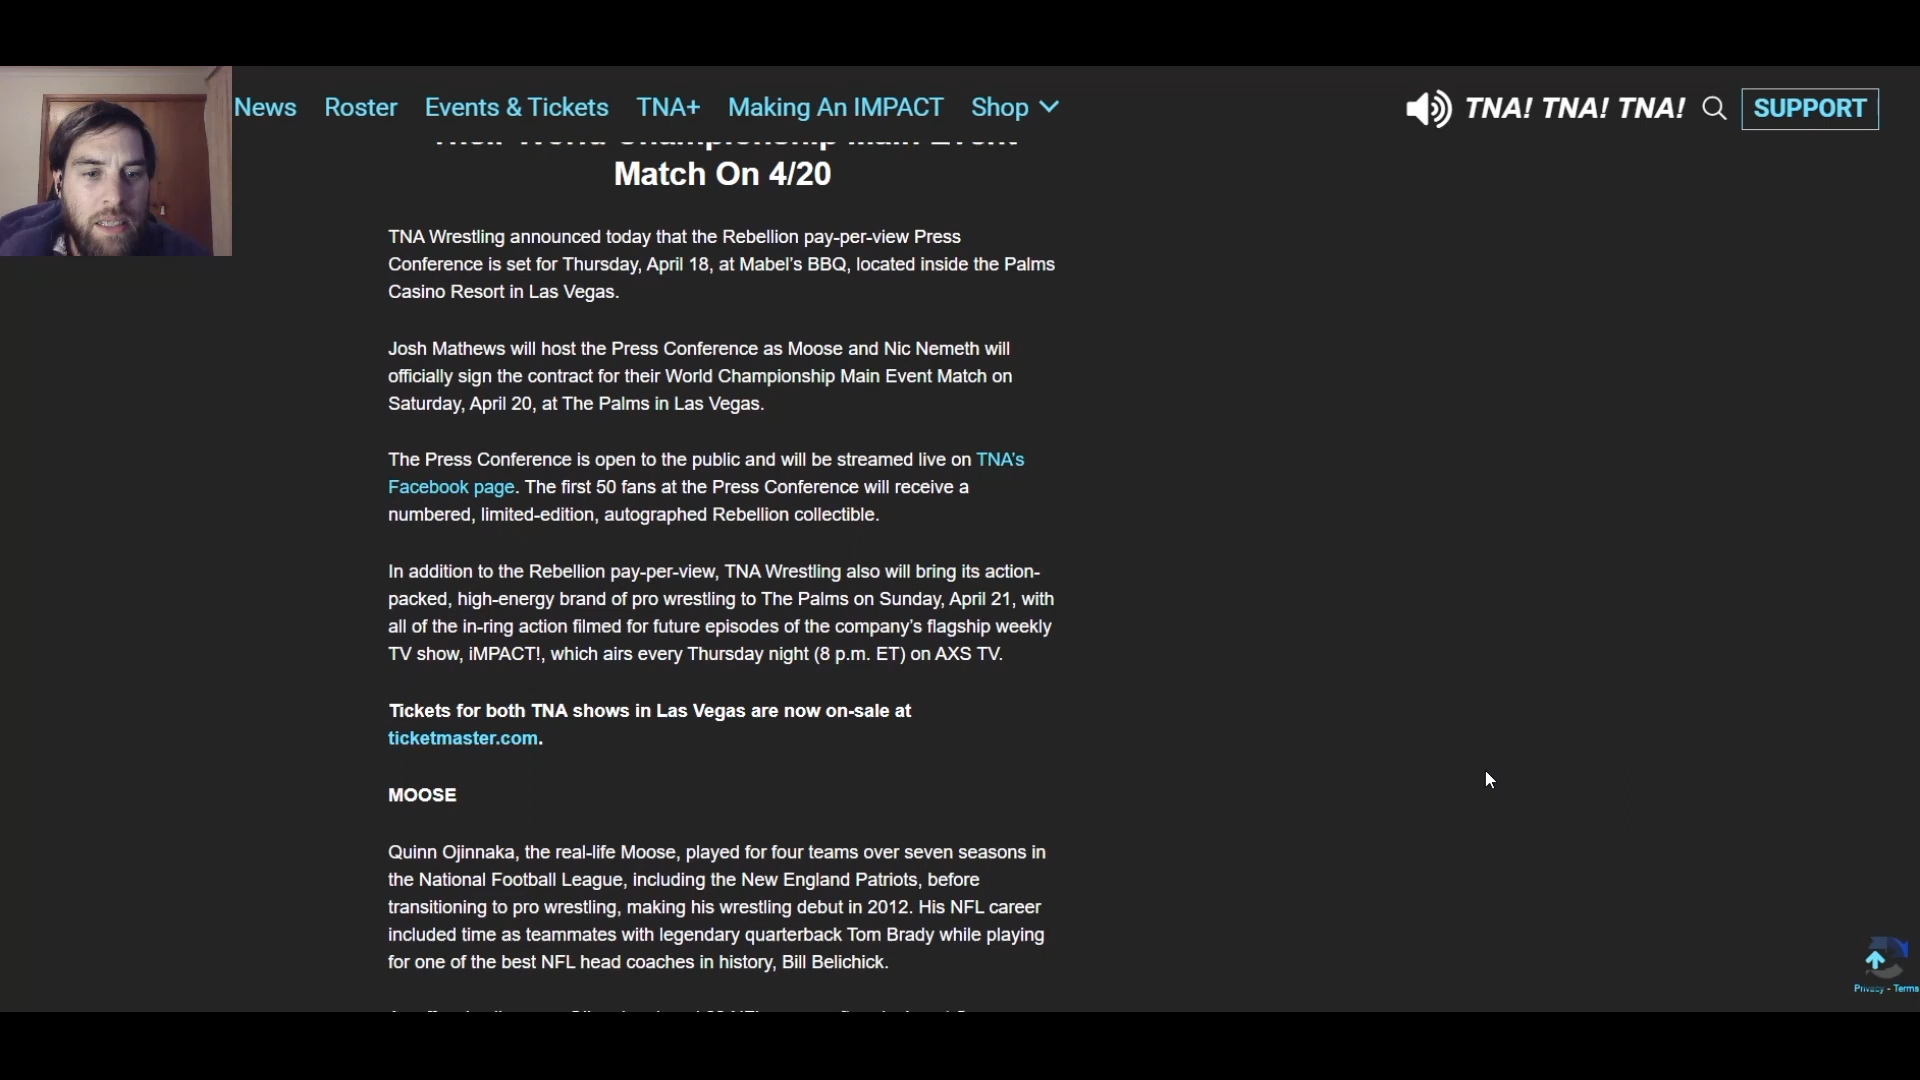 News Roster Events & Tickets TNA+ Making An IMPACT Shop
TNA! TNA! TNA! SUPPORT
Their World Championship Main Event
Match On 4/20
TNA Wrestling announced today that the Rebellion pay-per-view Press
Conference is set for Thursday, April 18, at Mabel’s BBQ, located inside the Palms
Casino Resort in Las Vegas.
Josh Mathews will host the Press Conference as Moose and Nic Nemeth will
officially sign the contract for their World Championship Main Event Match on
Saturday, April 20, at The Palms in Las Vegas.
The Press Conference is open to the public and will be streamed live on TNA’s
Facebook page. The first 50 fans at the Press Conference will receive a
numbered, limited-edition, autographed Rebellion collectible.
In addition to the Rebellion pay-per-view, TNA Wrestling also will bring its action-
packed, high-energy brand of pro wrestling to The Palms on Sunday, April 21, with
all of the in-ring action filmed for future episodes of the company’s flagship weekly
TV show, iMPACT!, which airs every Thursday night (8 p.m. ET) on AXS TV.
Tickets for both TNA shows in Las Vegas are now on-sale at
ticketmaster.com.
MOOSE
Quinn Ojinnaka, the real-life Moose, played for four teams over seven seasons in
the National Football League, including the New England Patriots, before
transitioning to pro wrestling, making his wrestling debut in 2012. His NFL career
included time as teammates with legendary quarterback Tom Brady while playing
for one of the best NFL head coaches in history, Bill Belichick.
Privacy - Terms